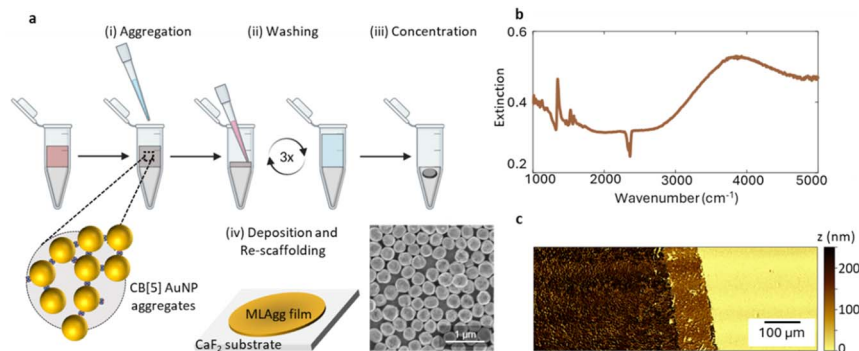 a
(i) Aggregation
(ii) Washing
(iii) Concentration
3x
(iv) Deposition and
Re-scaffolding
CB[5] AuNP
aggregates
MLAgg film
CaF₂ substrate
1 μm
b
0.6
0.4
0.2
Extinction
1000
2000
3000
4000
5000
Wavenumber (cm⁻¹)
c
z (nm)
200
100
0
100 μm